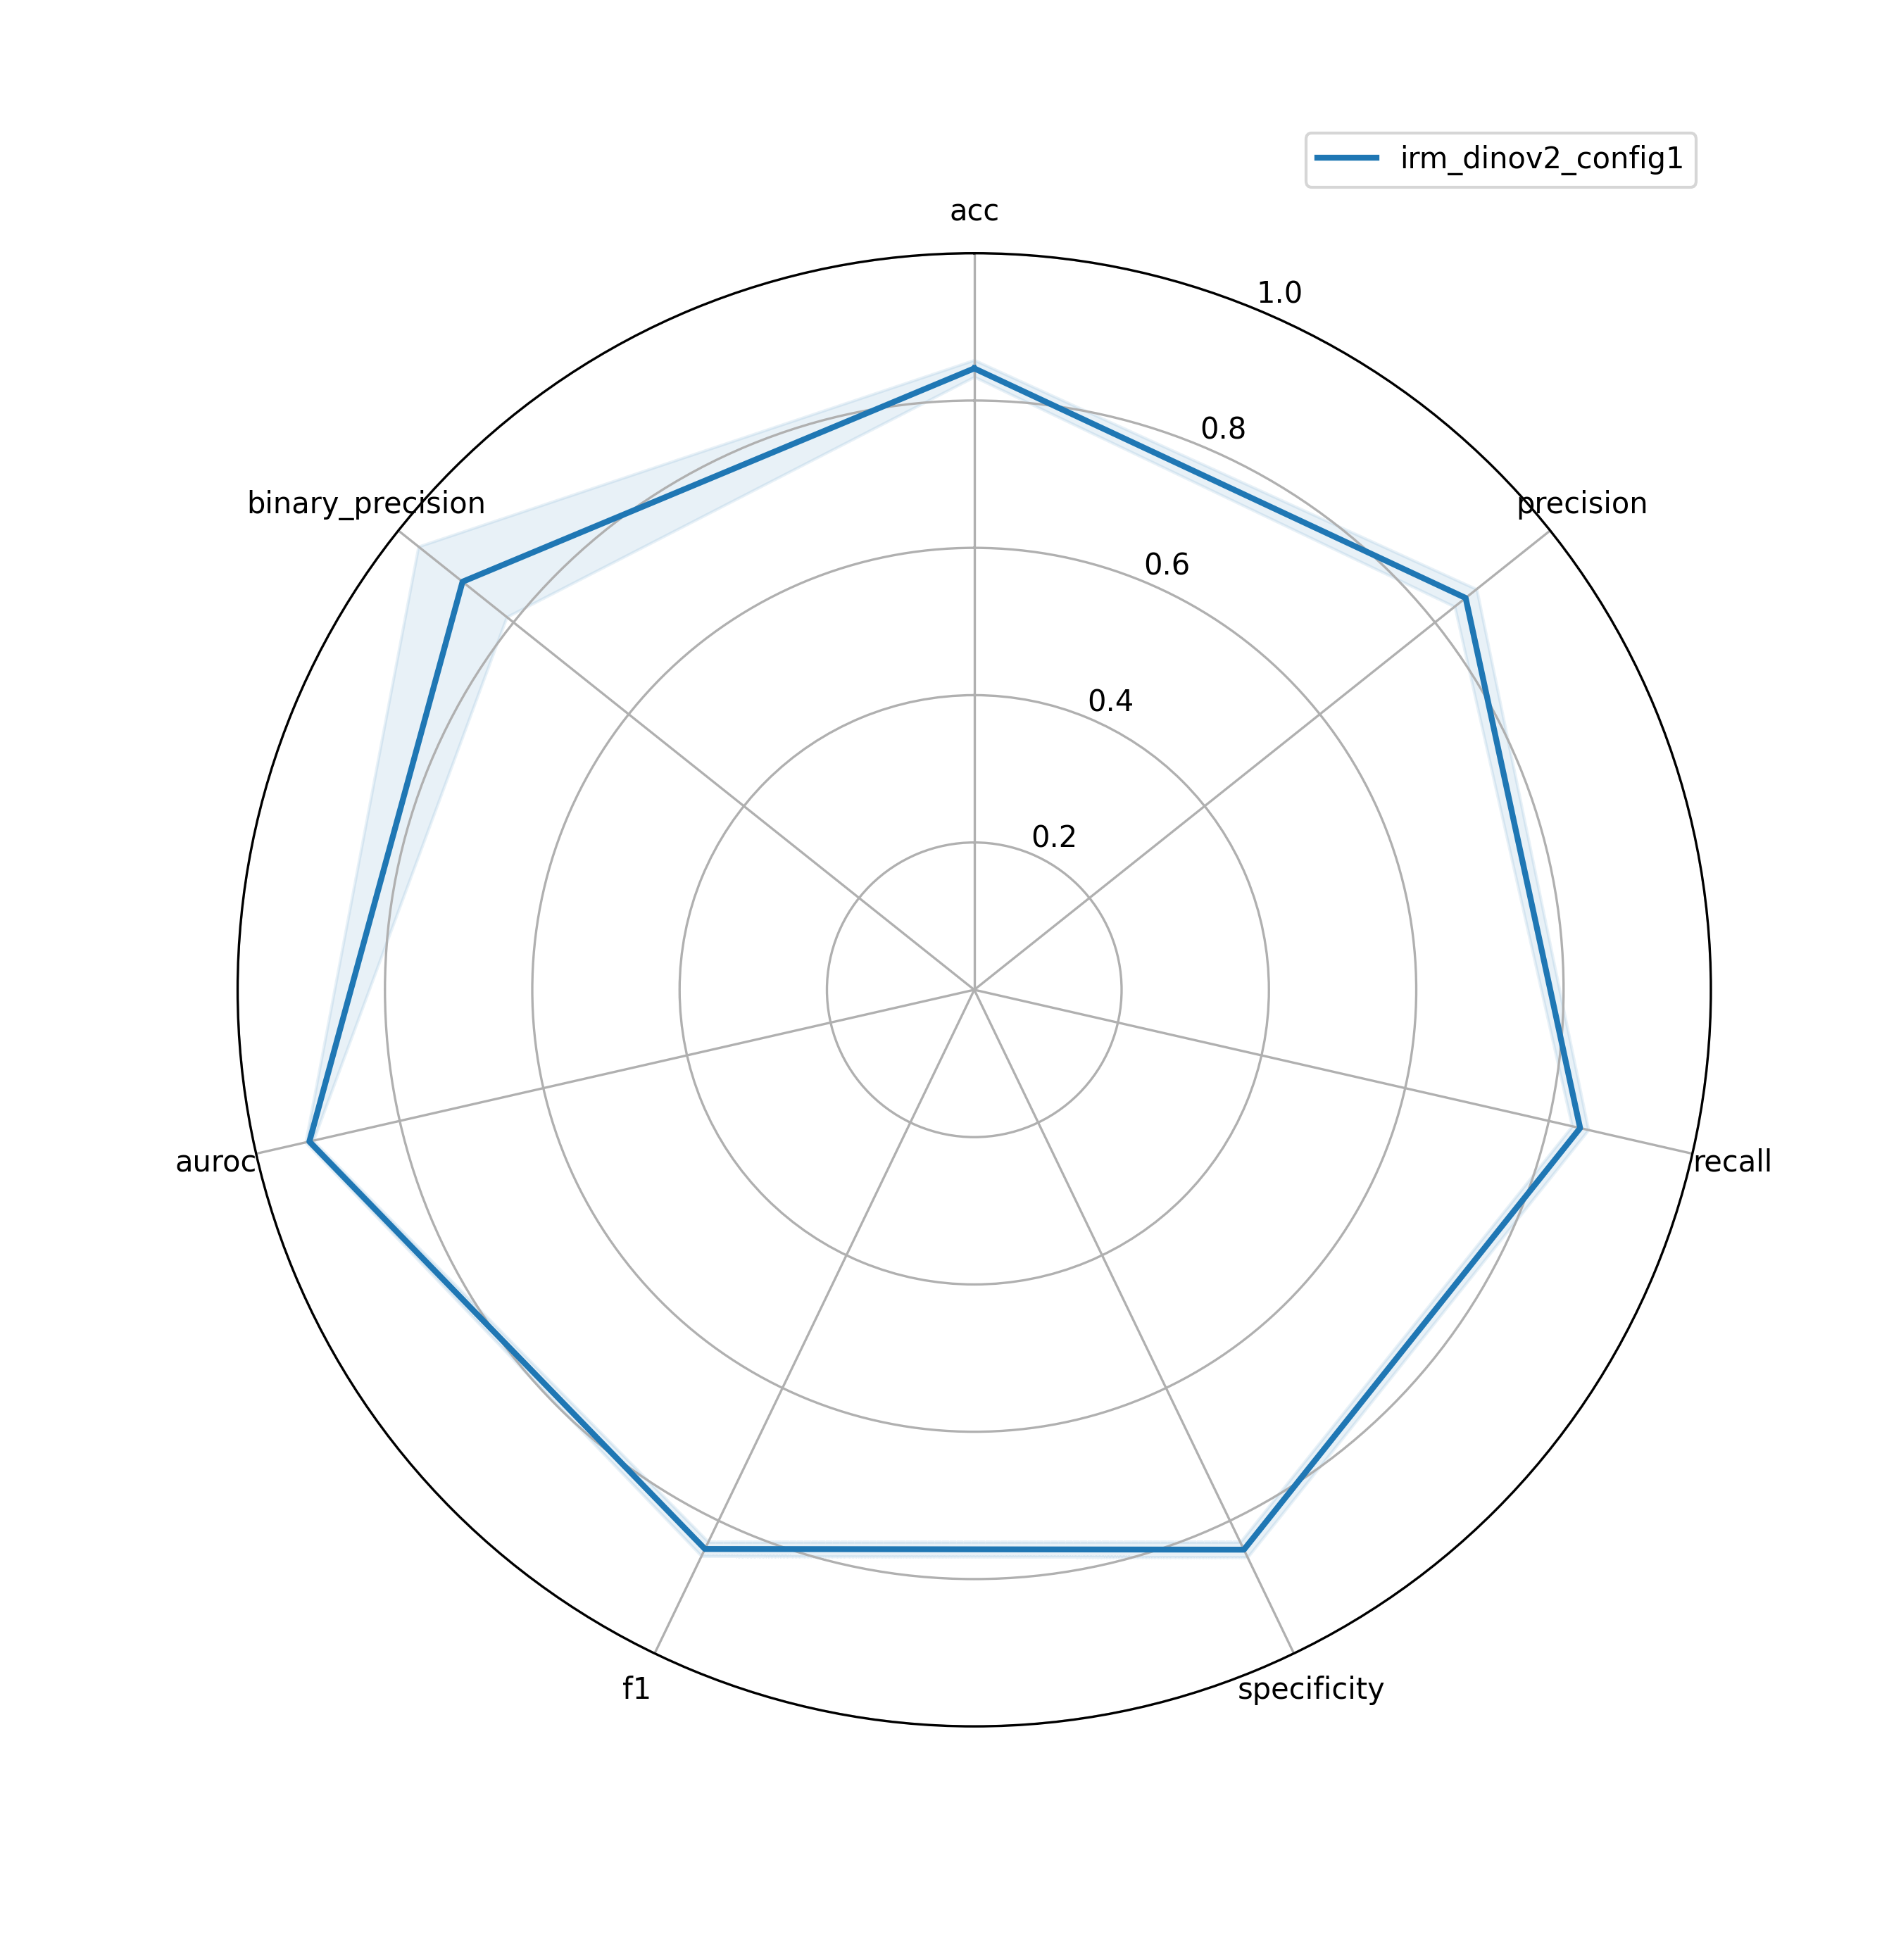 irm_dinov2_config1
acc
1.0
0.8
binary_precision
precision
0.6
0.4
0.2
auroc
recall
f1
specificity